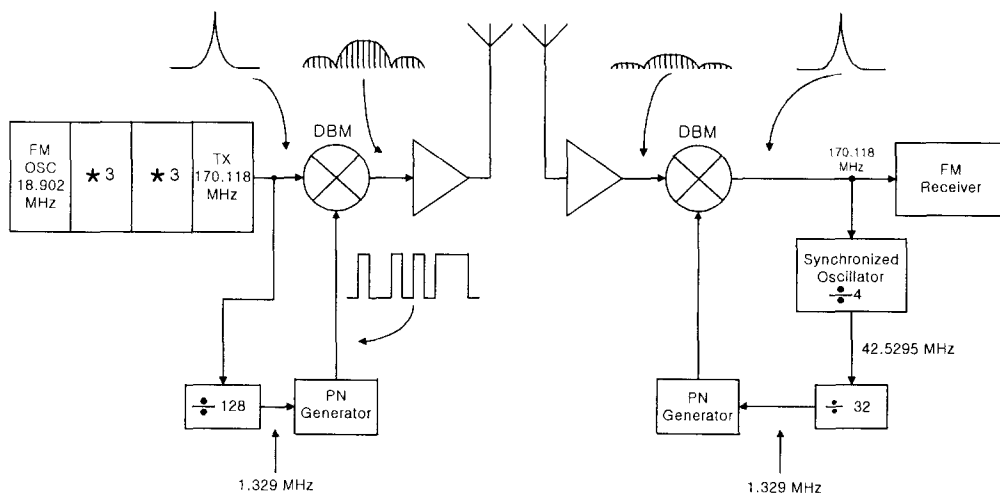 DBM
DBM
FM
OSC
18.902
MHz
★ 3
★ 3
TX
170.118
MHz
170.118
MHz
FM
Receiver
Synchronized
Oscillator
÷ 4
42.5295 MHz
÷ 128
PN
Generator
PN
Generator
÷ 32
1.329 MHz
1.329 MHz